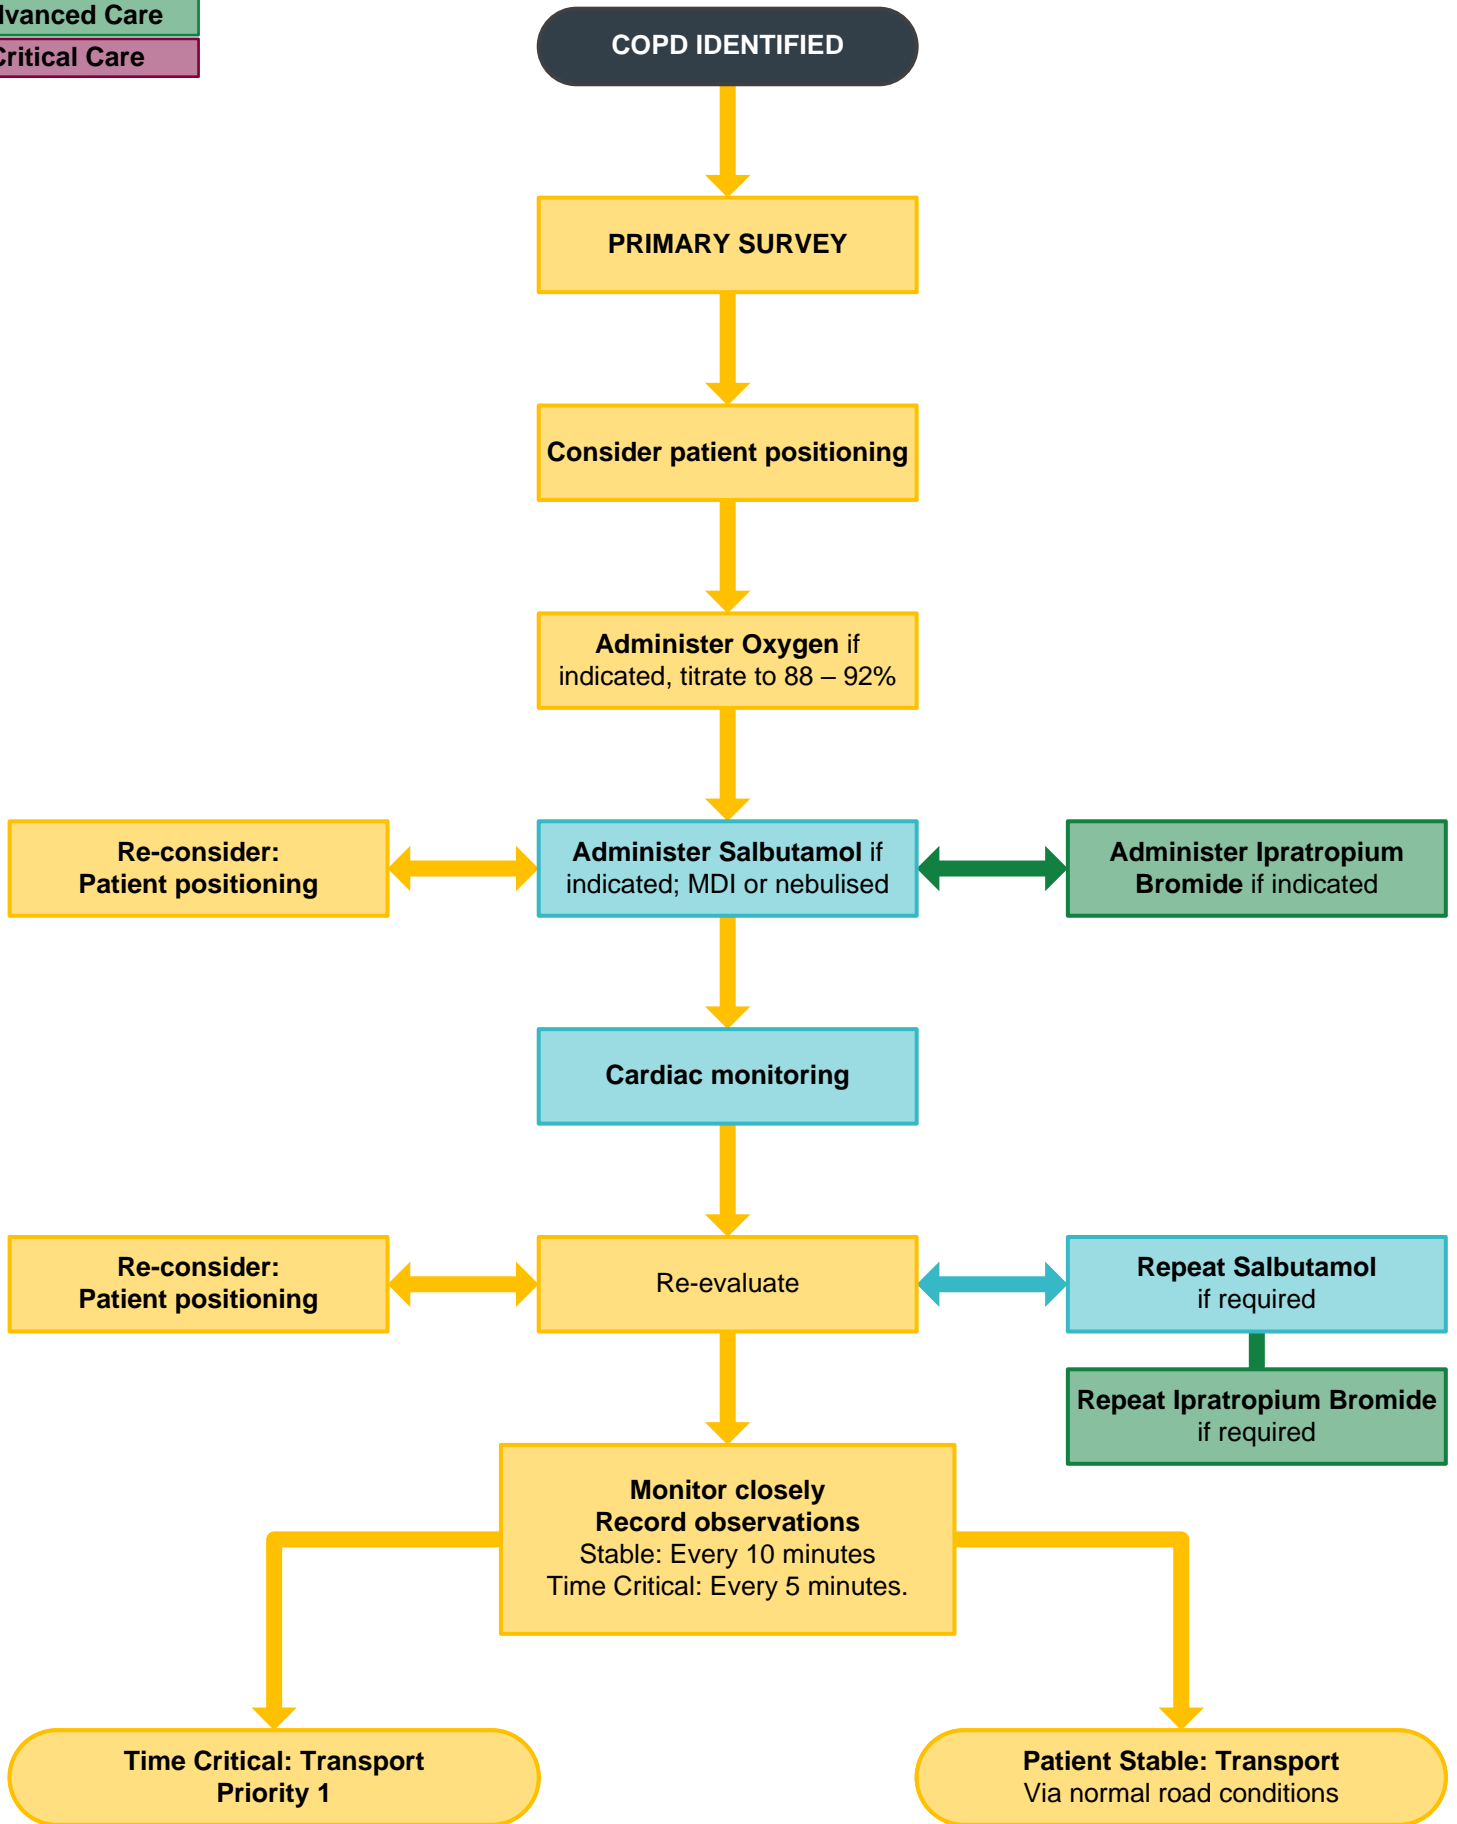 Critical Care
COPD IDENTIFIED
PRIMARY SURVEY
Consider patient positioning
Administer Oxygen if
indicated, titrate to 88 – 92%
Re-consider:
Patient positioning
Administer Salbutamol if
indicated; MDI or nebulised
Administer Ipratropium
Bromide if indicated
Cardiac monitoring
Re-consider:
Patient positioning
Re-evaluate
Repeat Salbutamol
if required
Repeat Ipratropium Bromide
if required
Monitor closely
Record observations
Stable: Every 10 minutes
Time Critical: Every 5 minutes.
Time Critical: Transport
Priority 1
Patient Stable: Transport
Via normal road conditions